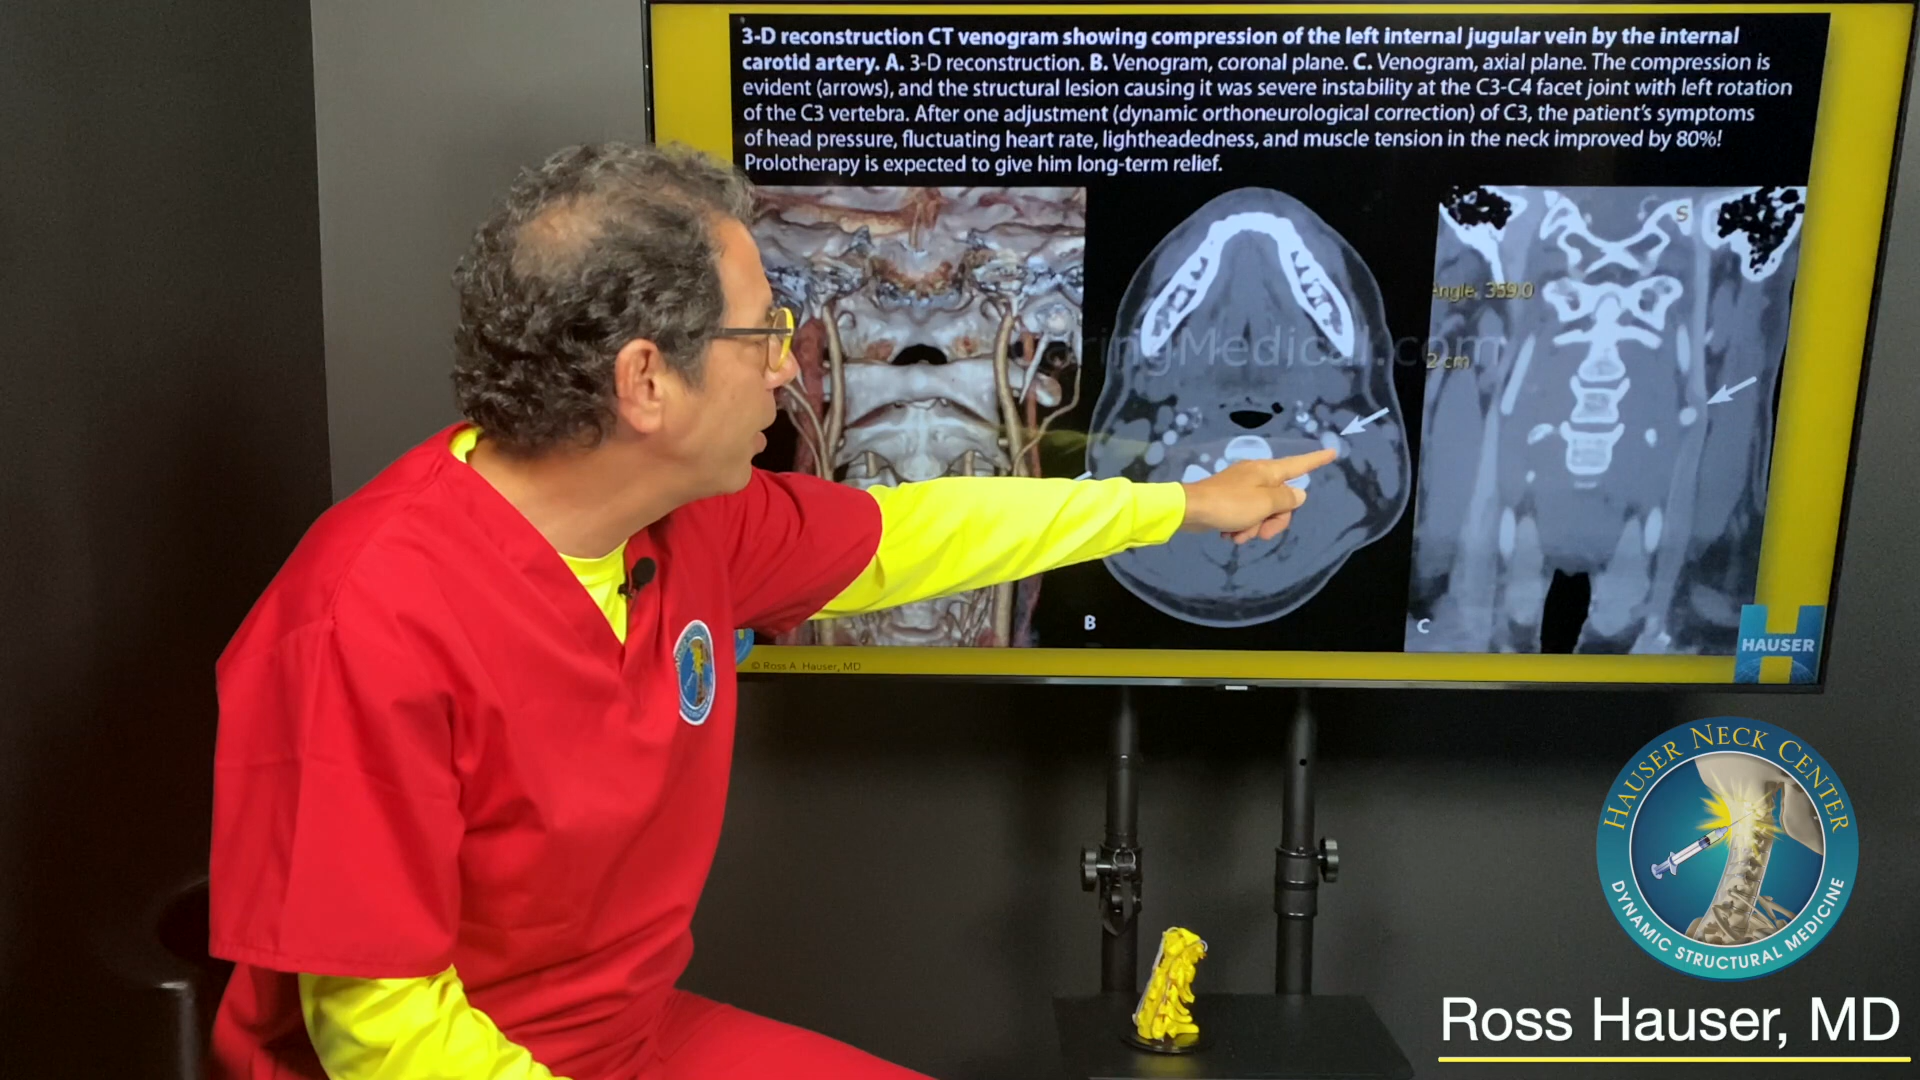 3-D reconstruction CT venogram showing compression of the left internal jugular vein by the internal
carotid artery. A. 3-D reconstruction. B. Venogram, coronal plane. C. Venogram, axial plane. The compression is
evident (arrows), and the structural lesion causing it was severe instability at the C3-C4 facet joint with left rotation
of the C3 vertebra. After one adjustment (dynamic orthoneurological correction) of C3, the patient's symptoms
of head pressure, fluctuating heart rate, lightheadedness, and muscle tension in the neck improved by 80%!
Prolotherapy is expected to give him long-term relief.
S
Angle: 359.0
CaringMedical.com
2 cm
B
C
HAUSER
© Ross A. Hauser, MD
HAUSER NECK CENTER
DYNAMIC STRUCTURAL MEDICINE
Ross Hauser, MD